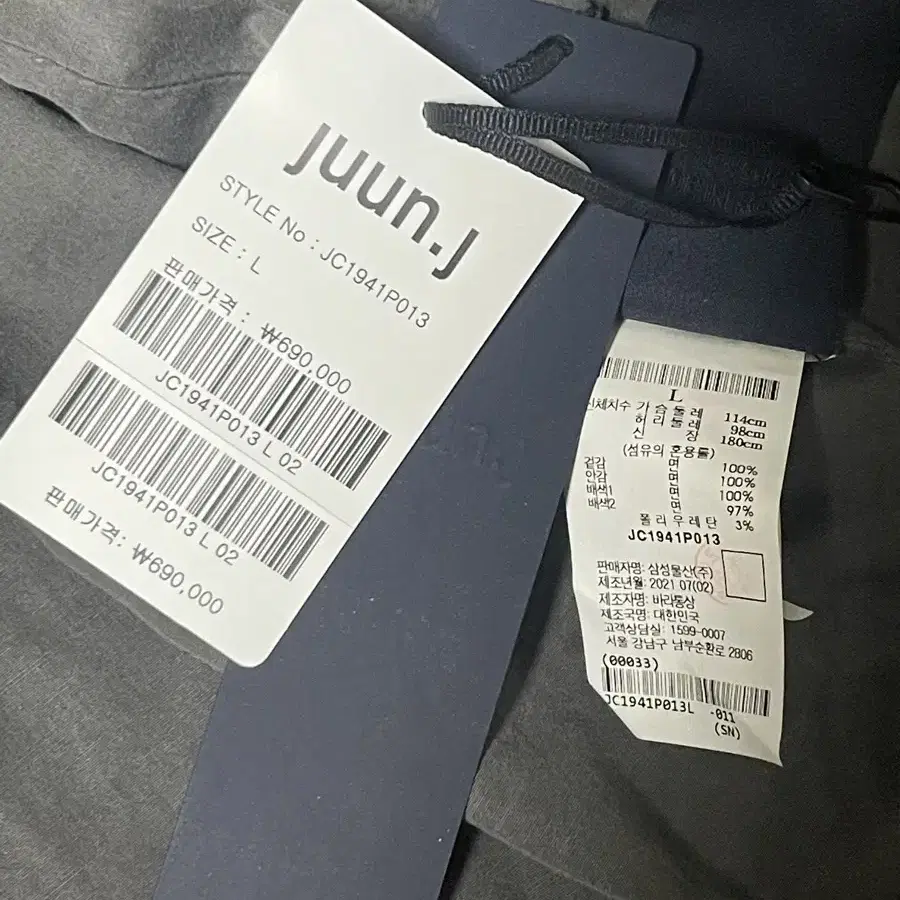 juun.J
STYLE No : JC1941P013
SIZE : L
판매가격 : ₩690,000
JC1941P013 L 02
JC1941P013 L 02
판매가격: ₩690,000
L
신체치수 가슴둘레 114cm
허리둘레 98cm
신 장 180cm
(섬유의 혼용률)
겉감 면 100%
안감 면 100%
배색1 면 100%
배색2 면 97%
폴리우레탄 3%
JC1941P013
판매자명: 삼성물산(주)
제조년월: 2021 07(02)
제조자명: 바라통상
제조국명: 대한민국
고객상담실: 1599-0007
서울 강남구 남부순환로 2806
(00033)
JC1941P013L -011
(SN)